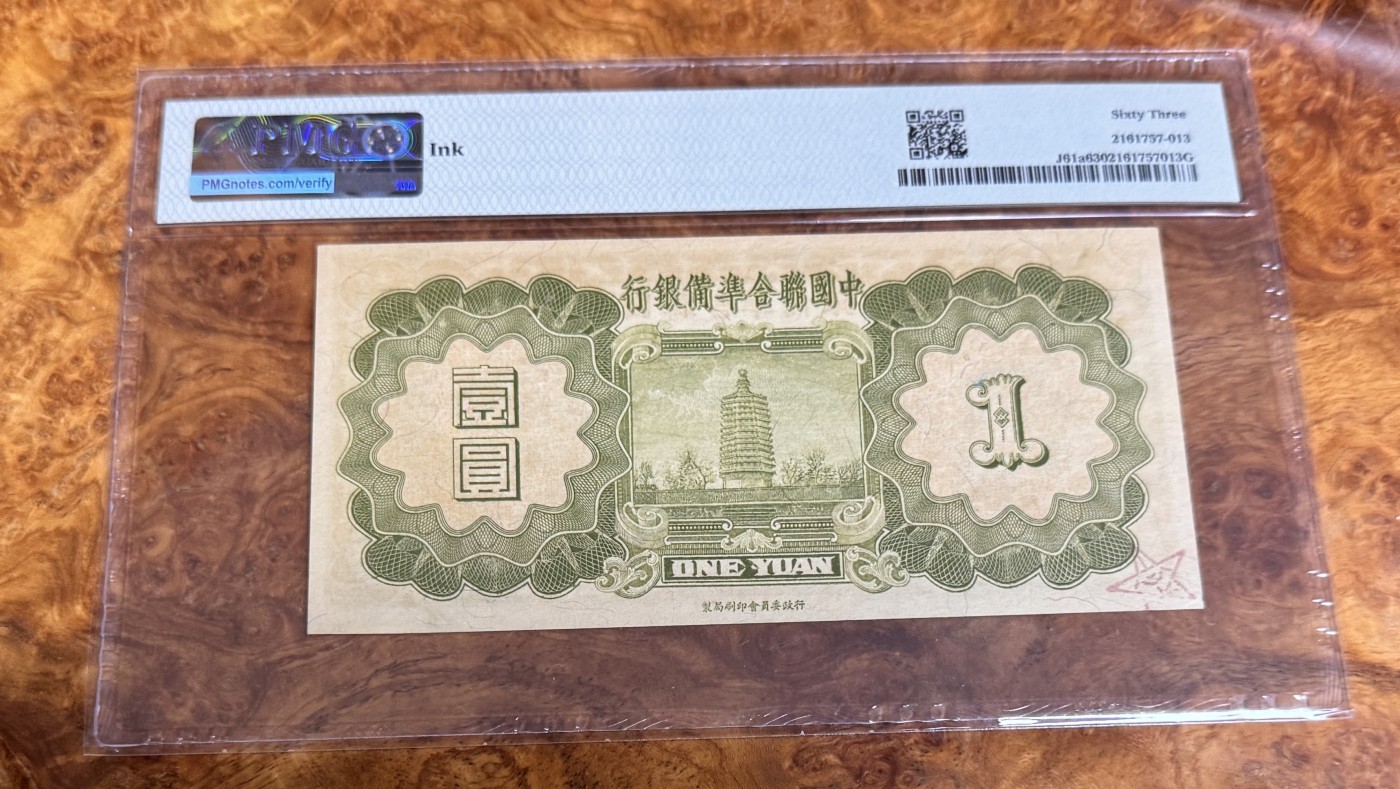 PMG
PMGnotes.com/verify
Ink
Sixty Three
2161757-013
J61a6302161757013G
中國聯合準備銀行
壹圓
1
ONE YUAN
行政委員會印刷局製